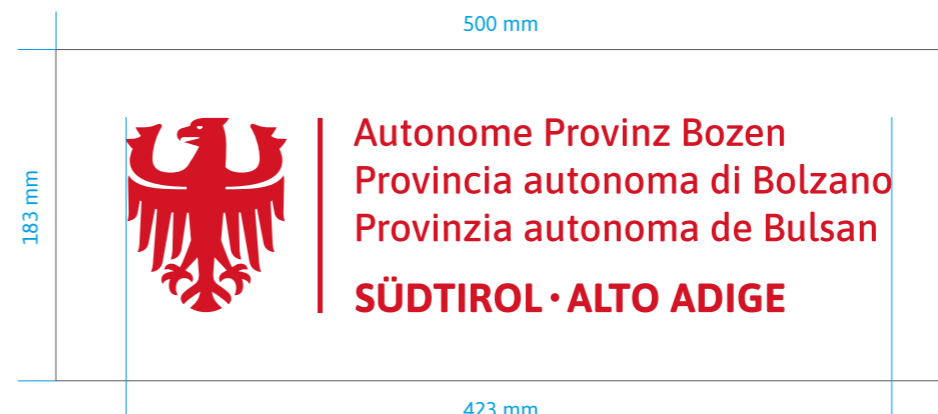 500 mm
183 mm
Autonome Provinz Bozen
Provincia autonoma di Bolzano
Provinzia autonoma de Bulsan
SÜDTIROL · ALTO ADIGE
423 mm